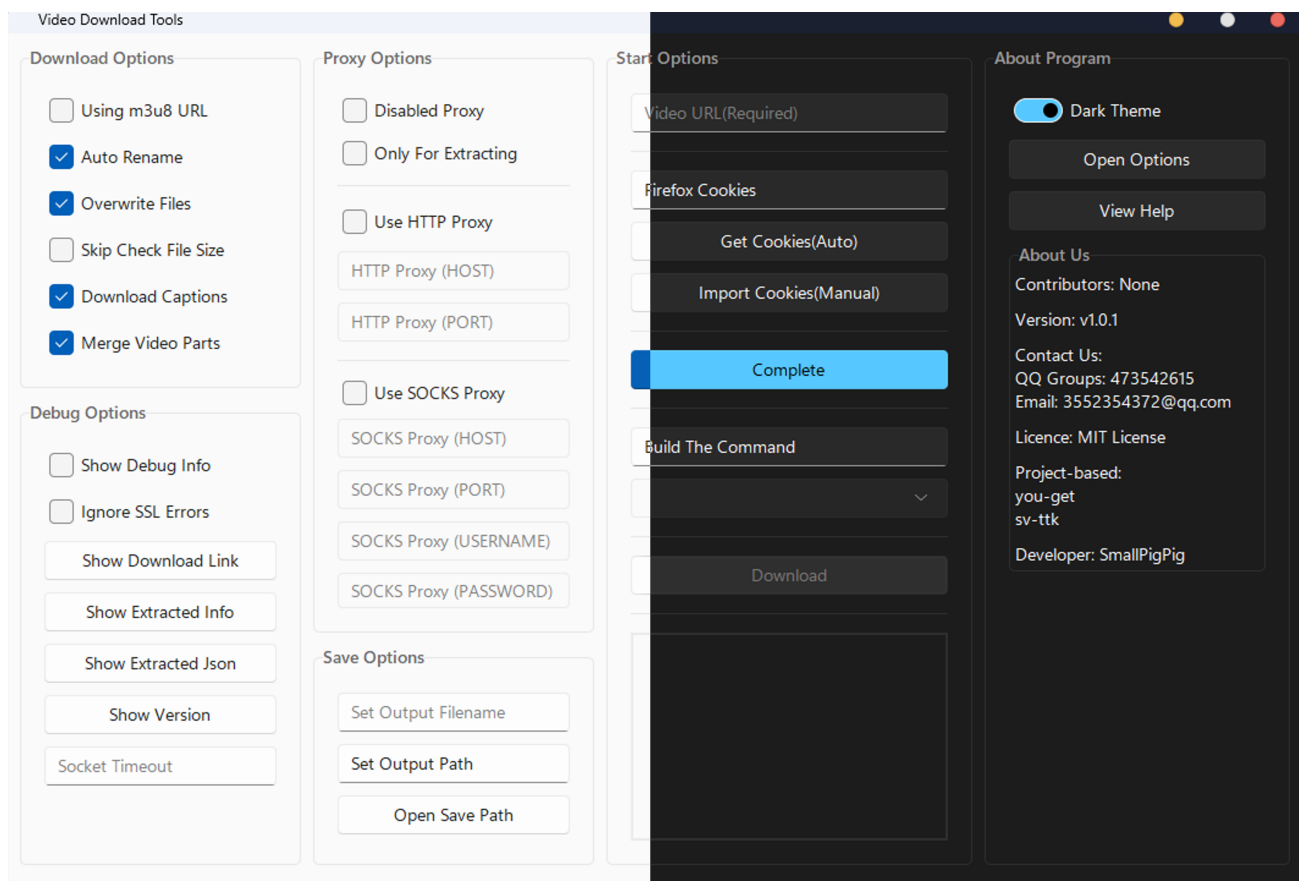 Video Download Tools
Download Options
Using m3u8 URL
Auto Rename
Overwrite Files
Skip Check File Size
Download Captions
Merge Video Parts
Debug Options
Show Debug Info
Ignore SSL Errors
Show Download Link
Show Extracted Info
Show Extracted Json
Show Version
Socket Timeout
Proxy Options
Disabled Proxy
Only For Extracting
Use HTTP Proxy
HTTP Proxy (HOST)
HTTP Proxy (PORT)
Use SOCKS Proxy
SOCKS Proxy (HOST)
SOCKS Proxy (PORT)
SOCKS Proxy (USERNAME)
SOCKS Proxy (PASSWORD)
Save Options
Set Output Filename
Set Output Path
Open Save Path
Start Options
Video URL(Required)
Firefox Cookies
Get Cookies(Auto)
Import Cookies(Manual)
Complete
Build The Command
Download
About Program
Dark Theme
Open Options
View Help
About Us
Contributors: None
Version: v1.0.1
Contact Us:
QQ Groups: 473542615
Email: 3552354372@qq.com
Licence: MIT License
Project-based:
you-get
sv-ttk
Developer: SmallPigPig